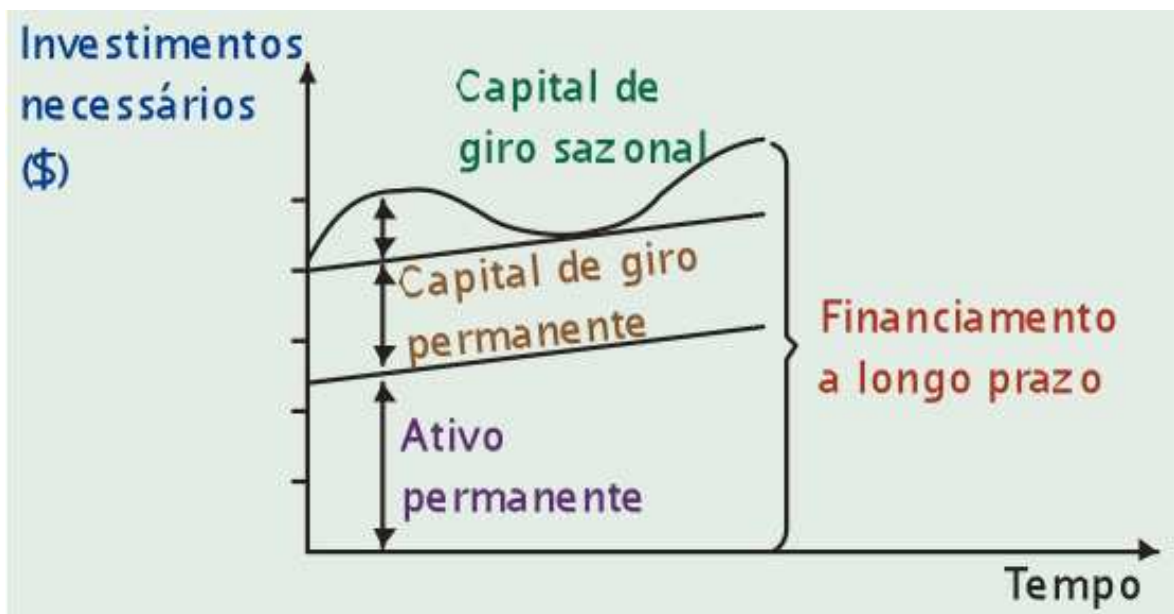 Investimentos
necessários
($)
Capital de
giro sazonal
Capital de giro
permanente
Financiamento
a longo prazo
Ativo
permanente
Tempo